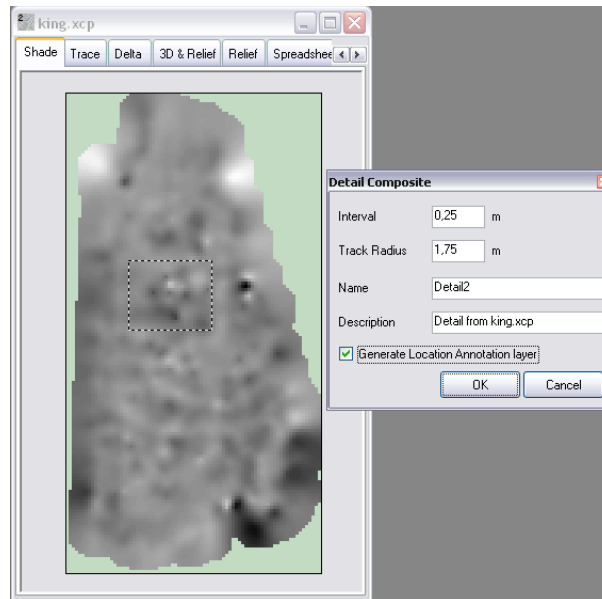 king.xcp
Shade Trace Delta 3D & Relief Relief Spreadshee
Detail Composite
Interval 0,25 m
Track Radius 1,75 m
Name Detail2
Description Detail from king.xcp
Generate Location Annotation layer
OK Cancel